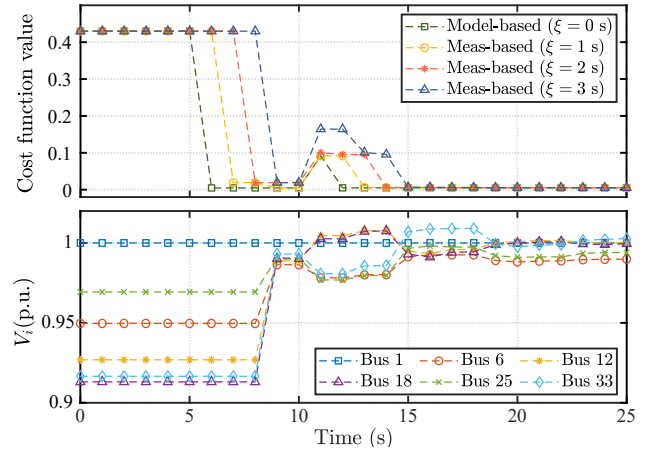 Cost function value
0.4
0.3
0.2
0.1
0
Model-based (ξ = 0 s)
Meas-based (ξ = 1 s)
Meas-based (ξ = 2 s)
Meas-based (ξ = 3 s)
V_i(p.u.)
1
0.95
0.9
Bus 1 Bus 6 Bus 12
Bus 18 Bus 25 Bus 33
0 5 10 15 20 25
Time (s)